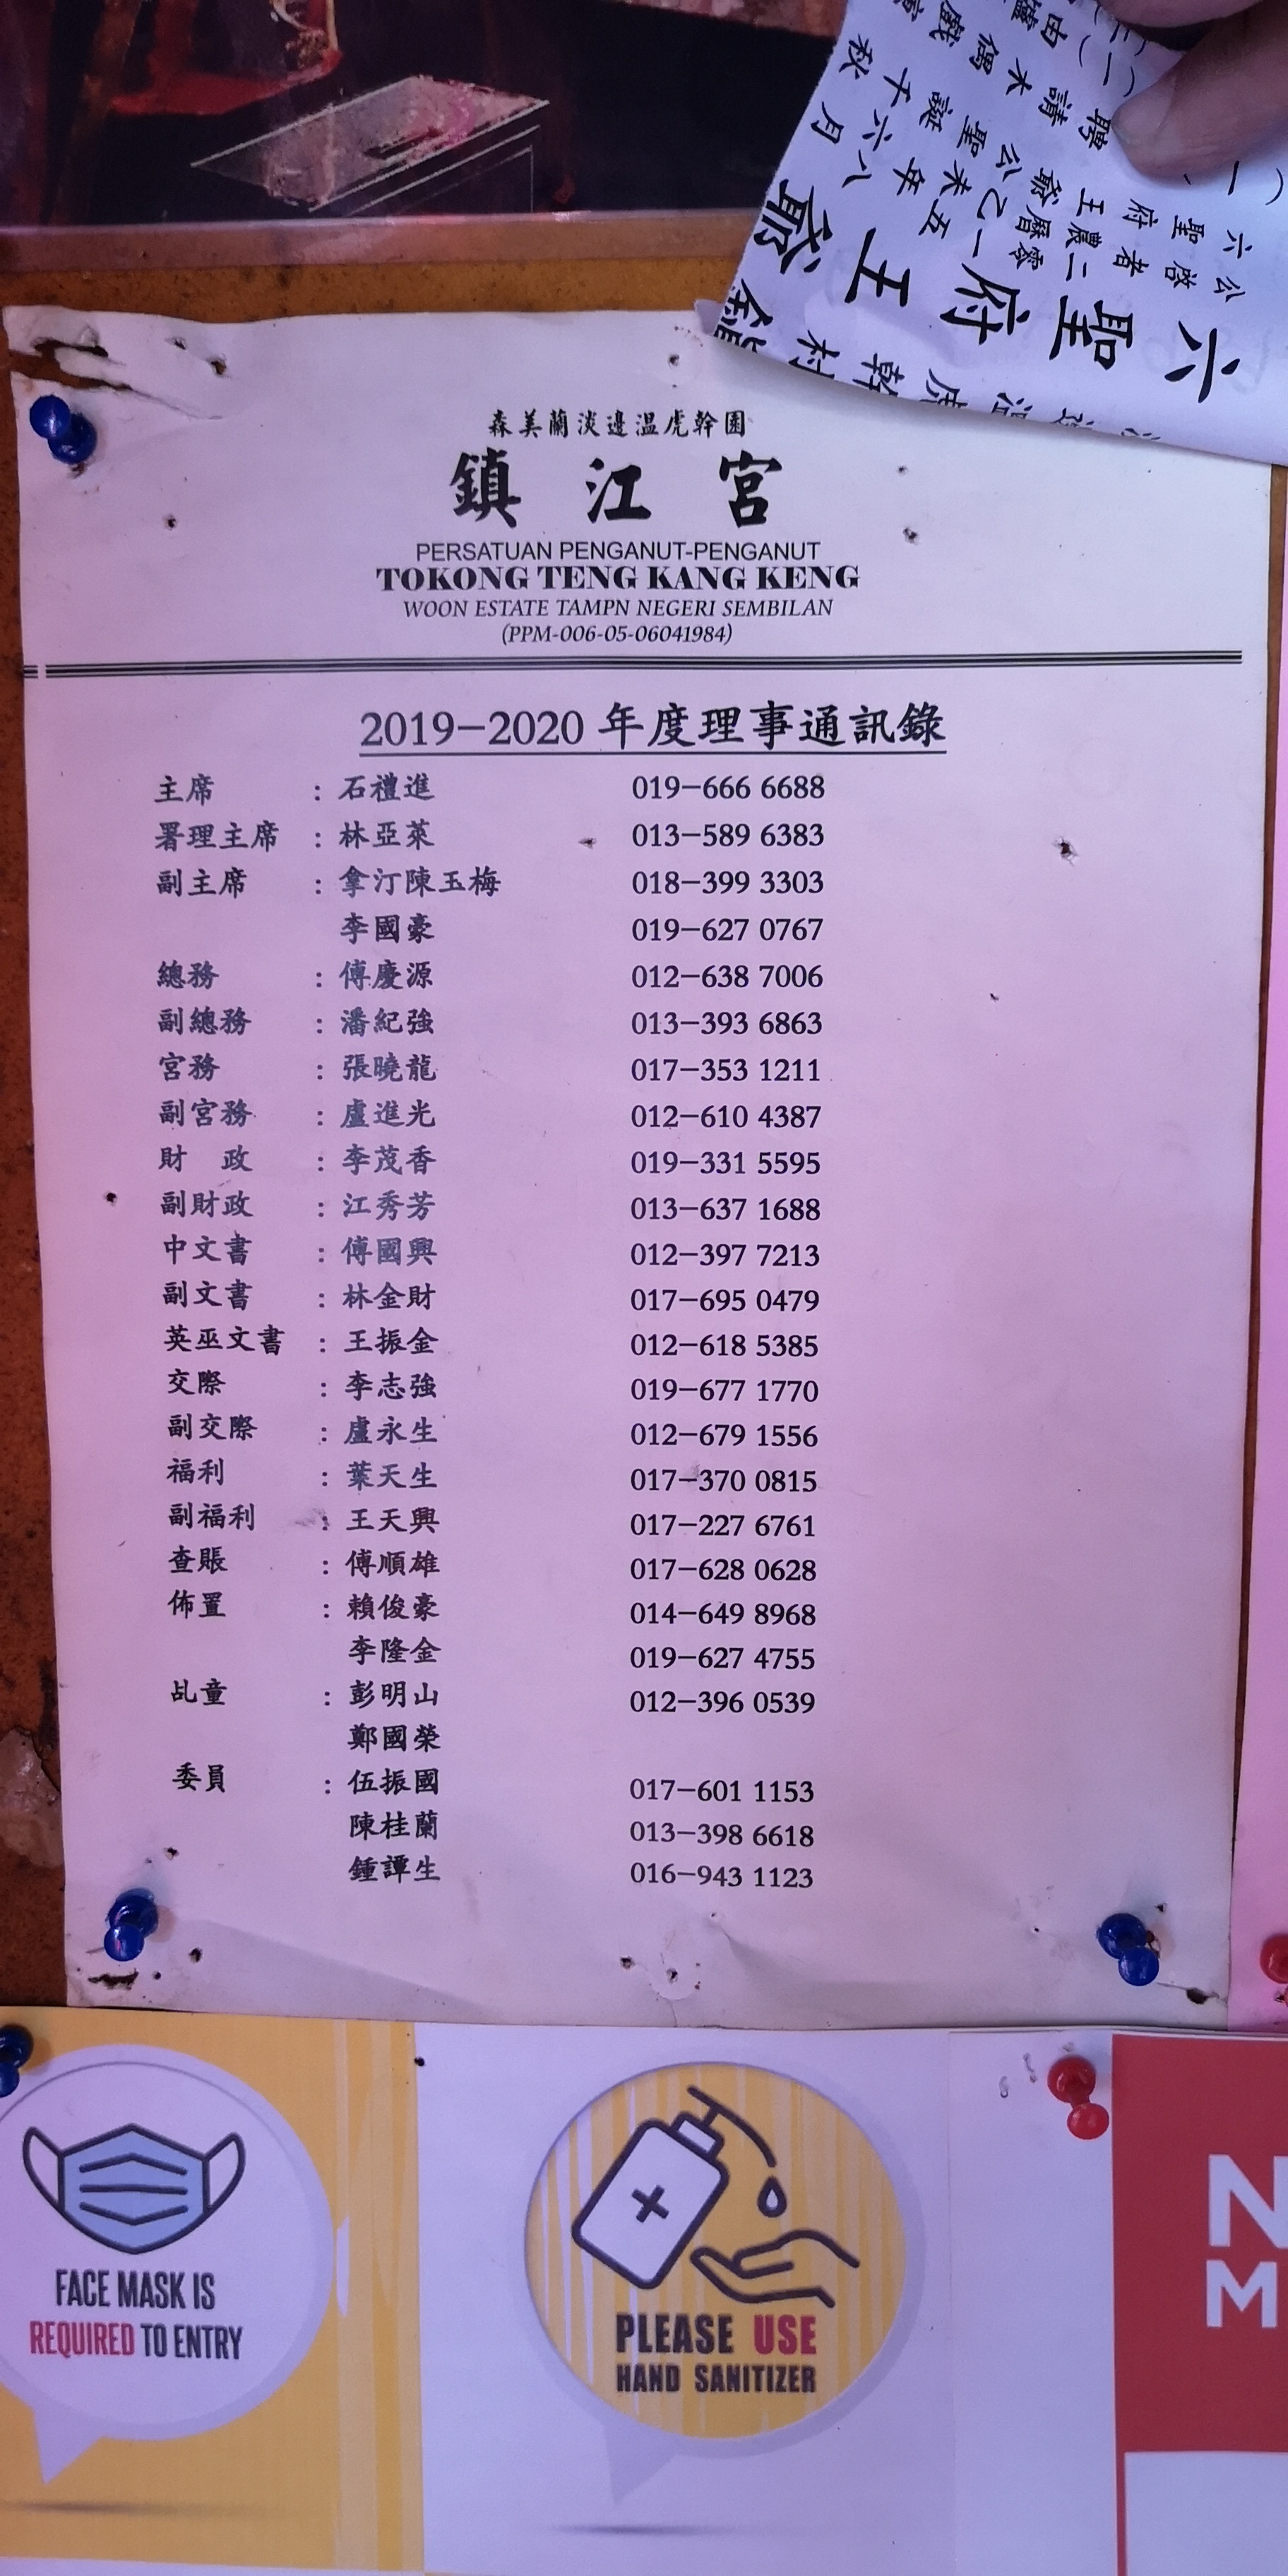 六聖府王爺
森美蘭淡邊温虎幹園
鎮江宮
PERSATUAN PENGANUT-PENGANUT
TOKONG TENG KANG KENG
WOON ESTATE TAMPN NEGERI SEMBILAN
(PPM-006-05-06041984)
2019-2020 年度理事通訊錄
主席 : 石禮進 019-666 6688
署理主席 : 林亞萊 013-589 6383
副主席 : 拿汀陳玉梅 018-399 3303
李國豪 019-627 0767
總務 : 傅慶源 012-638 7006
副總務 : 潘紀強 013-393 6863
宮務 : 張曉龍 017-353 1211
副宮務 : 盧進光 012-610 4387
財 政 : 李茂香 019-331 5595
副財政 : 江秀芳 013-637 1688
中文書 : 傅國興 012-397 7213
副文書 : 林金財 017-695 0479
英巫文書 : 王振金 012-618 5385
交際 : 李志強 019-677 1770
副交際 : 盧永生 012-679 1556
福利 : 葉天生 017-370 0815
副福利 : 王天興 017-227 6761
查賬 : 傅順雄 017-628 0628
佈置 : 賴俊豪 014-649 8968
李隆金 019-627 4755
乩童 : 彭明山 012-396 0539
鄭國榮
委員 : 伍振國 017-601 1153
陳桂蘭 013-398 6618
鍾譚生 016-943 1123
FACE MASK IS
REQUIRED TO ENTRY
PLEASE USE
HAND SANITIZER